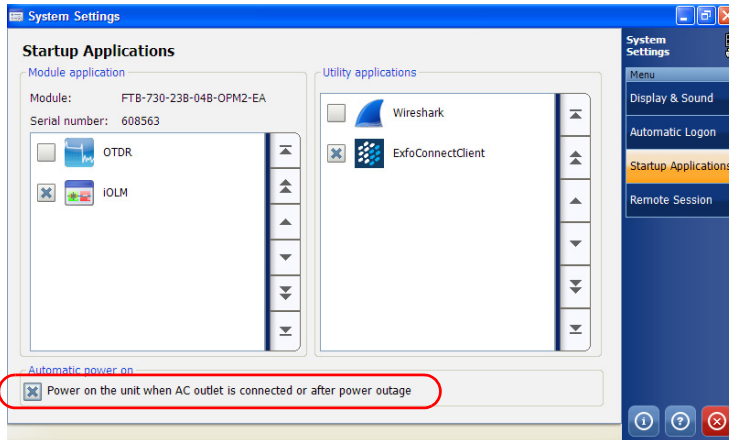 System Settings
Startup Applications
Module application
Module: FTB-730-23B-04B-OPM2-EA
Serial number: 608563
OTDR
iOLM
Utility applications
Wireshark
ExfoConnectClient
Automatic power on
Power on the unit when AC outlet is connected or after power outage
System
Settings
Menu
Display & Sound
Automatic Logon
Startup Applications
Remote Session